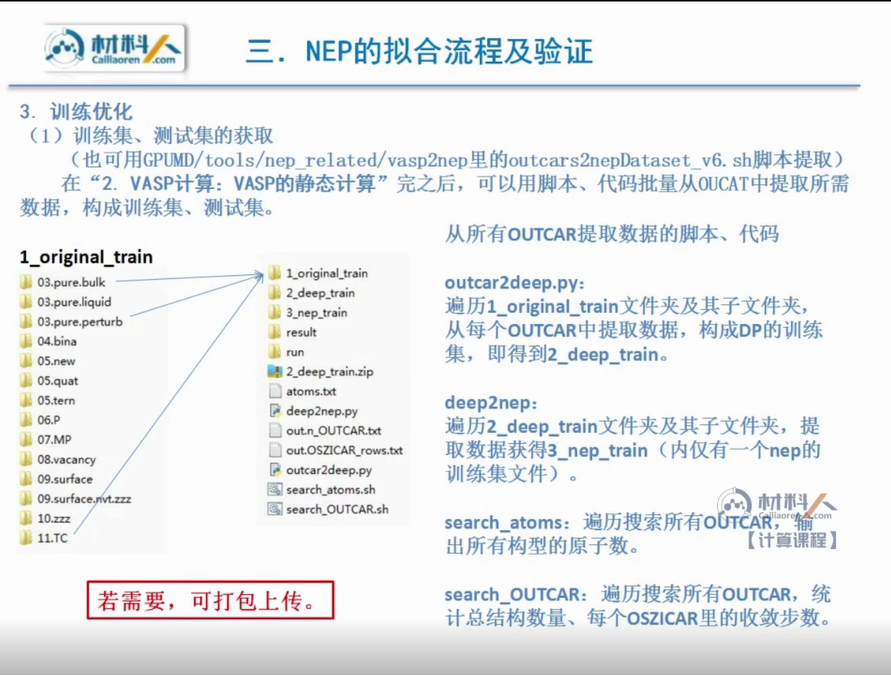 材料人
Cailiaoren.com
三. NEP的拟合流程及验证
3. 训练优化
（1）训练集、测试集的获取
（也可用GPUMD/tools/nep_related/vasp2nep里的outcars2nepDataset_v6.sh脚本提取）
在“2. VASP计算：VASP的静态计算”完之后，可以用脚本、代码批量从OUCAT中提取所需
数据，构成训练集、测试集。
1_original_train
03.pure.bulk
03.pure.liquid
03.pure.perturb
04.bina
05.new
05.quat
05.tern
06.P
07.MP
08.vacancy
09.surface
09.surface.nvt.zzz
10.zzz
11.TC
1_original_train
2_deep_train
3_nep_train
result
run
2_deep_train.zip
atoms.txt
deep2nep.py
out.n_OUTCAR.txt
out.OSZICAR_rows.txt
outcar2deep.py
search_atoms.sh
search_OUTCAR.sh
若需要，可打包上传。
从所有OUTCAR提取数据的脚本、代码
outcar2deep.py：
遍历1_original_train文件夹及其子文件夹，
从每个OUTCAR中提取数据，构成DP的训练
集，即得到2_deep_train。
deep2nep：
遍历2_deep_train文件夹及其子文件夹，提
取数据获得3_nep_train（内仅有一个nep的
训练集文件）。
search_atoms：遍历搜索所有OUTCAR，输
出所有构型的原子数。
search_OUTCAR：遍历搜索所有OUTCAR，统
计总结构数量、每个OSZICAR里的收敛步数。
材料人
Cailiaoren.com
【计算课程】